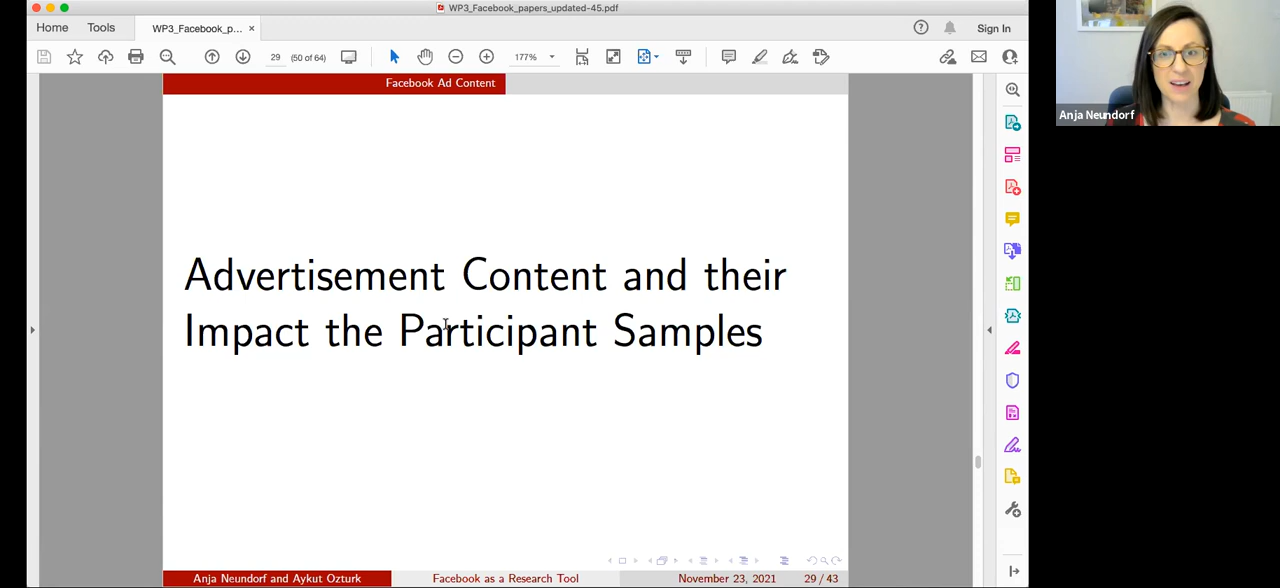 WP3_Facebook_papers_updated-45.pdf
Home Tools WP3_Facebook_p... × Sign In
29 (50 of 64) 177%
Facebook Ad Content
Anja Neundorf
Advertisement Content and their
Impact the Participant Samples
Anja Neundorf and Aykut Ozturk Facebook as a Research Tool November 23, 2021 29 / 43